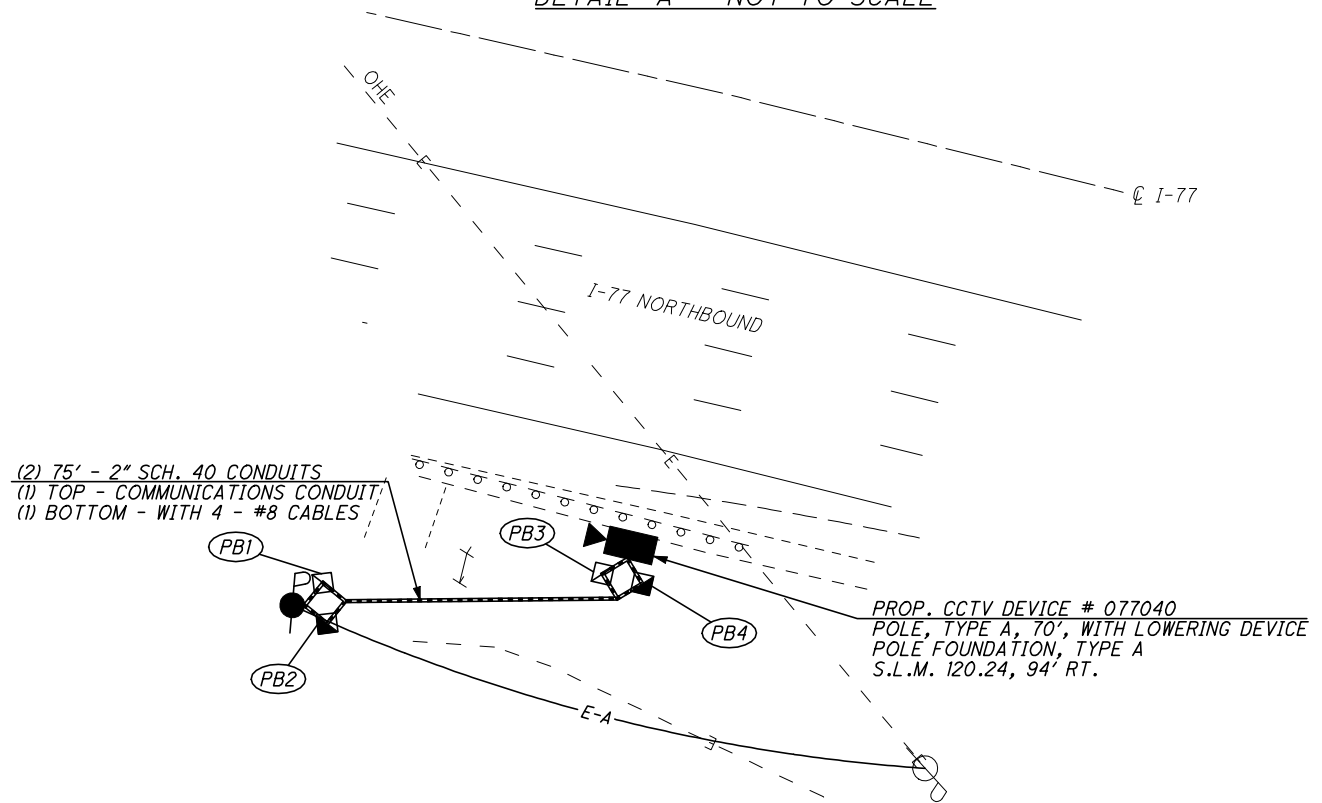 DETAIL "A" - NOT TO SCALE
OHE
E
℄ I-77
I-77 NORTHBOUND
E
(2) 75' - 2" SCH. 40 CONDUITS
(1) TOP - COMMUNICATIONS CONDUIT
(1) BOTTOM - WITH 4 - #8 CABLES
PB1
PB3
P
PB4
PB2
PROP. CCTV DEVICE # 077040
POLE, TYPE A, 70', WITH LOWERING DEVICE
POLE FOUNDATION, TYPE A
S.L.M. 120.24, 94' RT.
E-A
E
P